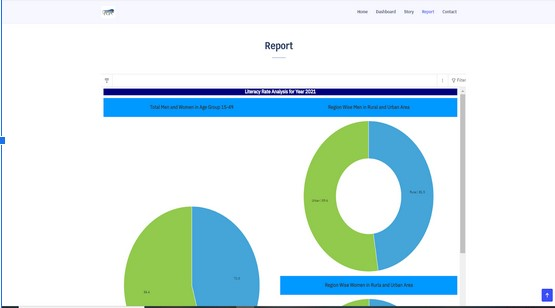 Home Dashboard Story Report Contact
Report
Filter
Literacy Rate Analysis for Year 2021
Total Men and Women in Age Group 15-49
Region Wise Men in Rural and Urban Area
Region Wise Women in Ruria and Urban Area